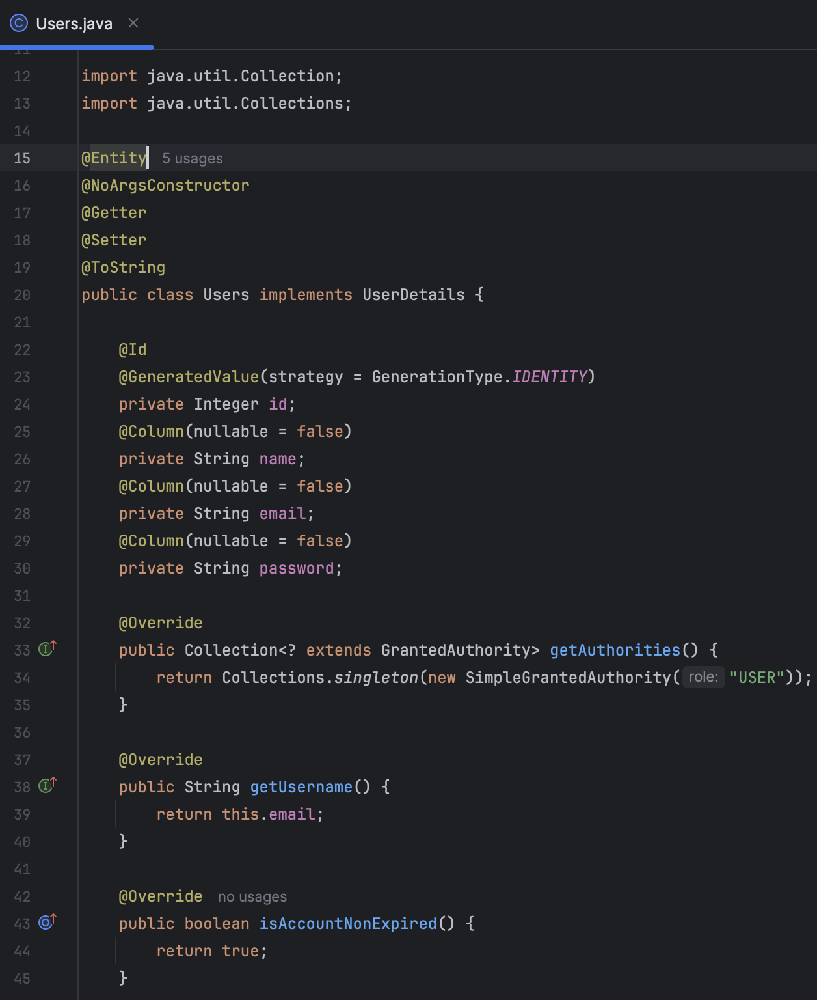 Users.java
11
12 import java.util.Collection;
13 import java.util.Collections;
14
15 @Entity 5 usages
16 @NoArgsConstructor
17 @Getter
18 @Setter
19 @ToString
20 public class Users implements UserDetails {
21
22 @Id
23 @GeneratedValue(strategy = GenerationType.IDENTITY)
24 private Integer id;
25 @Column(nullable = false)
26 private String name;
27 @Column(nullable = false)
28 private String email;
29 @Column(nullable = false)
30 private String password;
31
32 @Override
33 public Collection<? extends GrantedAuthority> getAuthorities() {
34 return Collections.singleton(new SimpleGrantedAuthority( role: "USER"));
35 }
36
37 @Override
38 public String getUsername() {
39 return this.email;
40 }
41
42 @Override no usages
43 public boolean isAccountNonExpired() {
44 return true;
45 }